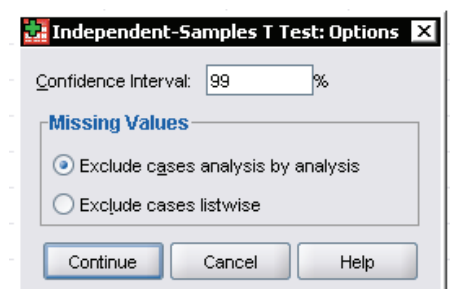 Independent-Samples T Test: Options
Confidence Interval: 99 %
Missing Values
Exclude cases analysis by analysis
Exclude cases listwise
Continue Cancel Help